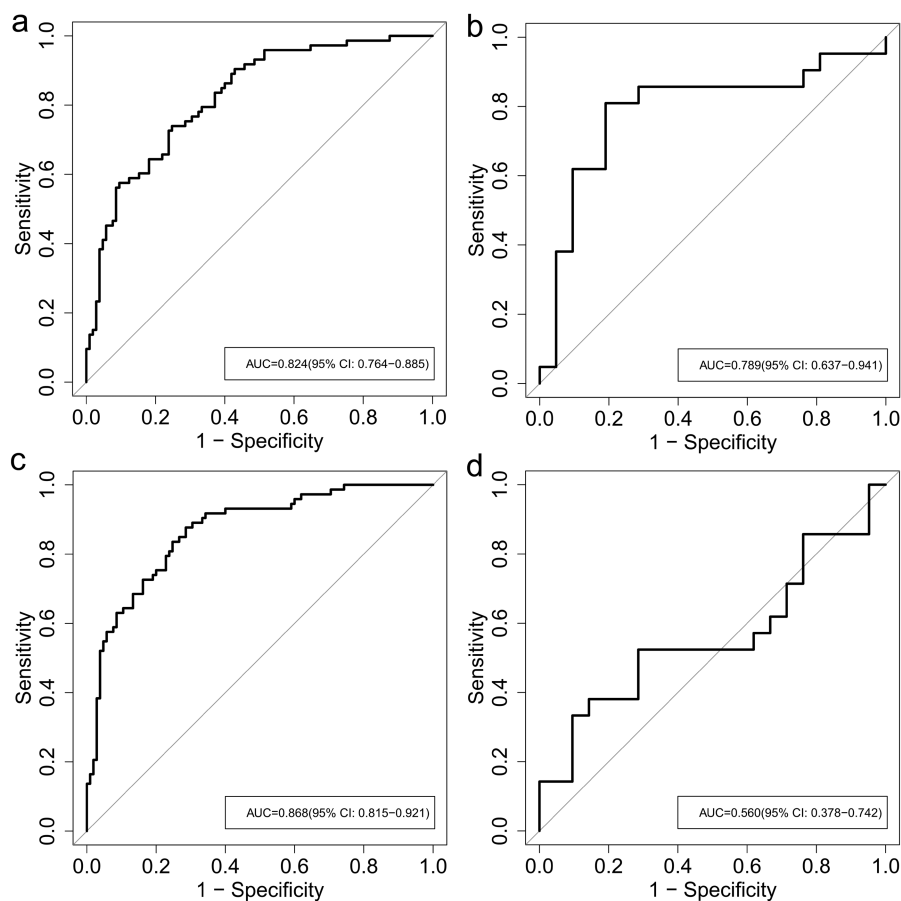 a
1.0
0.8
0.6
0.4
0.2
0.0
Sensitivity
AUC=0.824(95% CI: 0.764−0.885)
0.0 0.2 0.4 0.6 0.8 1.0
1 − Specificity
b
1.0
0.8
0.6
0.4
0.2
0.0
Sensitivity
AUC=0.789(95% CI: 0.637−0.941)
0.0 0.2 0.4 0.6 0.8 1.0
1 − Specificity
c
1.0
0.8
0.6
0.4
0.2
0.0
Sensitivity
AUC=0.868(95% CI: 0.815−0.921)
0.0 0.2 0.4 0.6 0.8 1.0
1 − Specificity
d
1.0
0.8
0.6
0.4
0.2
0.0
Sensitivity
AUC=0.560(95% CI: 0.378−0.742)
0.0 0.2 0.4 0.6 0.8 1.0
1 − Specificity